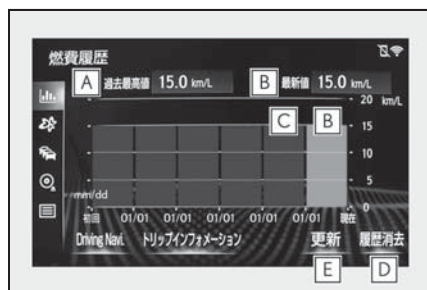 燃費履歴
A 過去最高値 15.0 km/L B 最新値 15.0 km/L
20 km/L
C B
15
10
5
mm/dd
0
初回 01/01 01/01 01/01 01/01 01/01 現在
Driving Navi. トリップインフォメーション 更新 履歴消去
E D